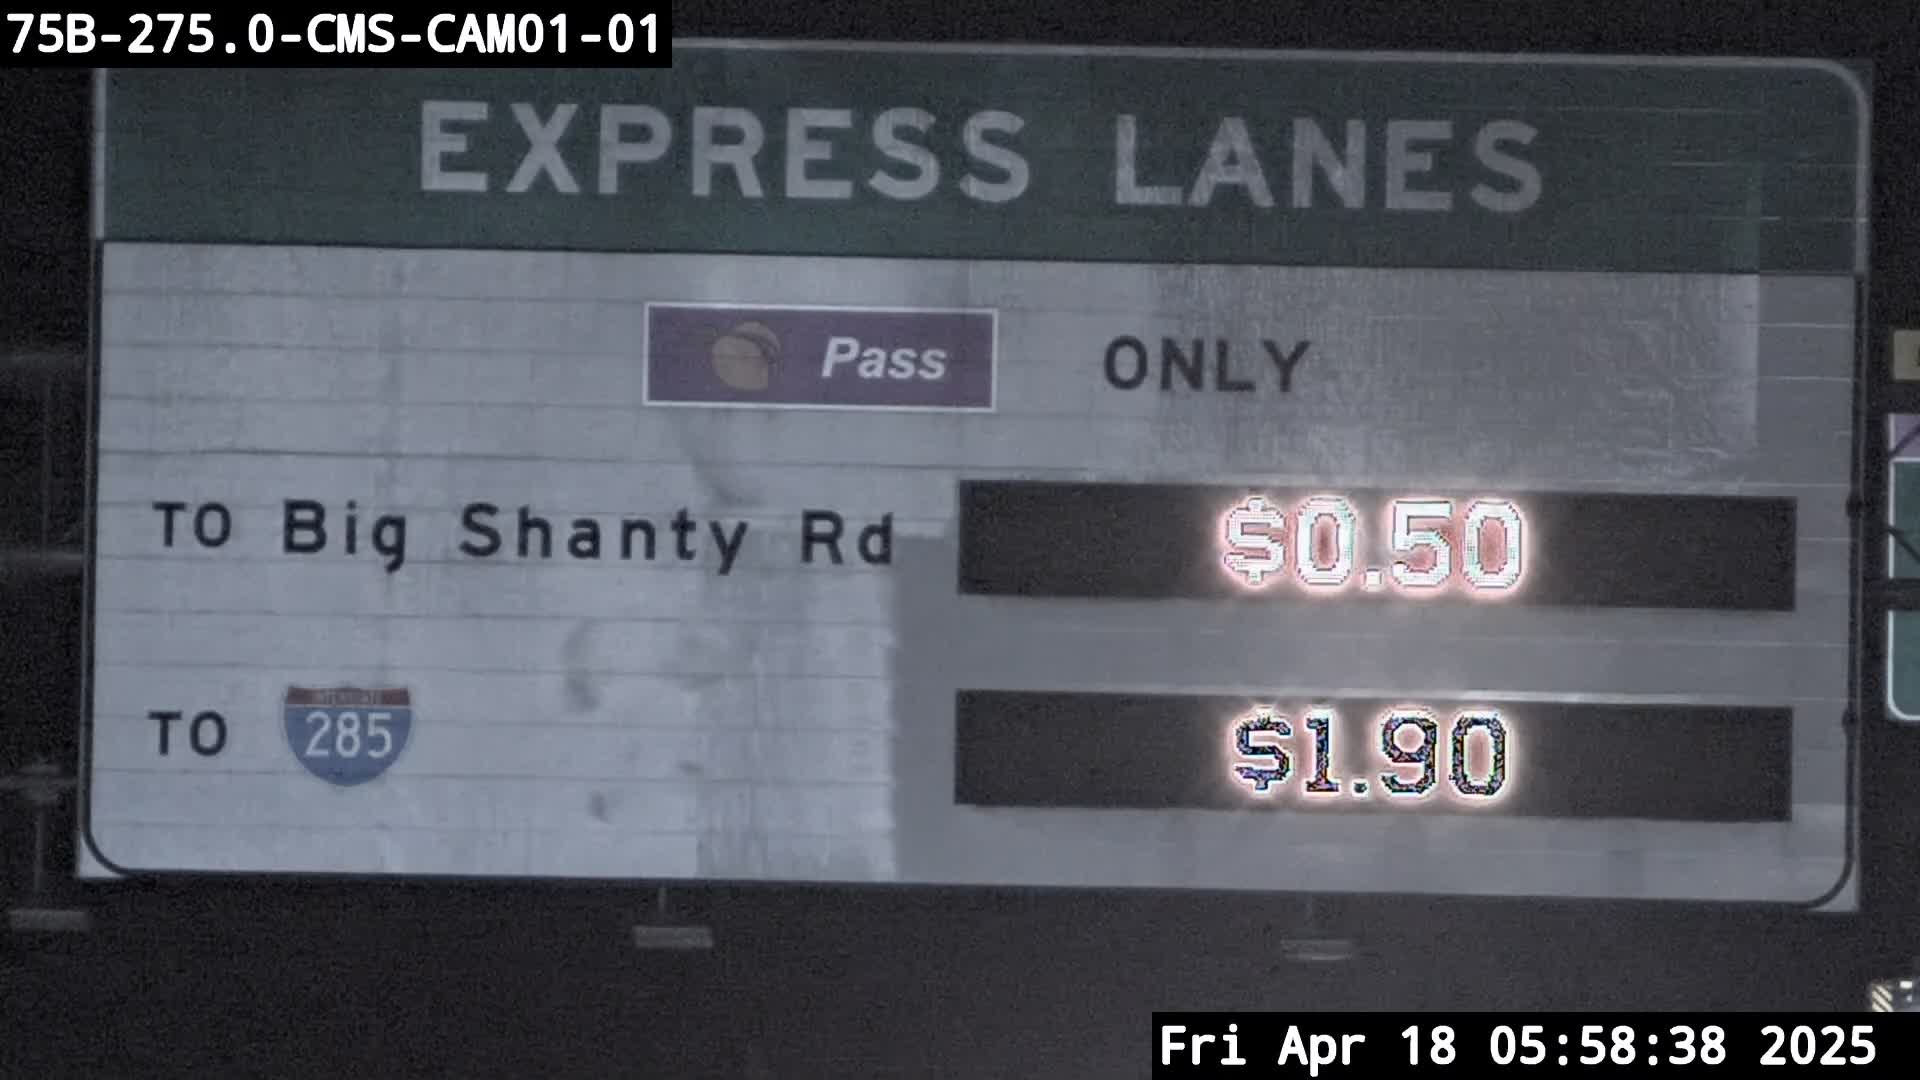 75B-275.0-CMS-CAM01-01
EXPRESS LANES
Pass ONLY
TO Big Shanty Rd $0.50
TO 285 $1.90
Fri Apr 18 05:58:38 2025